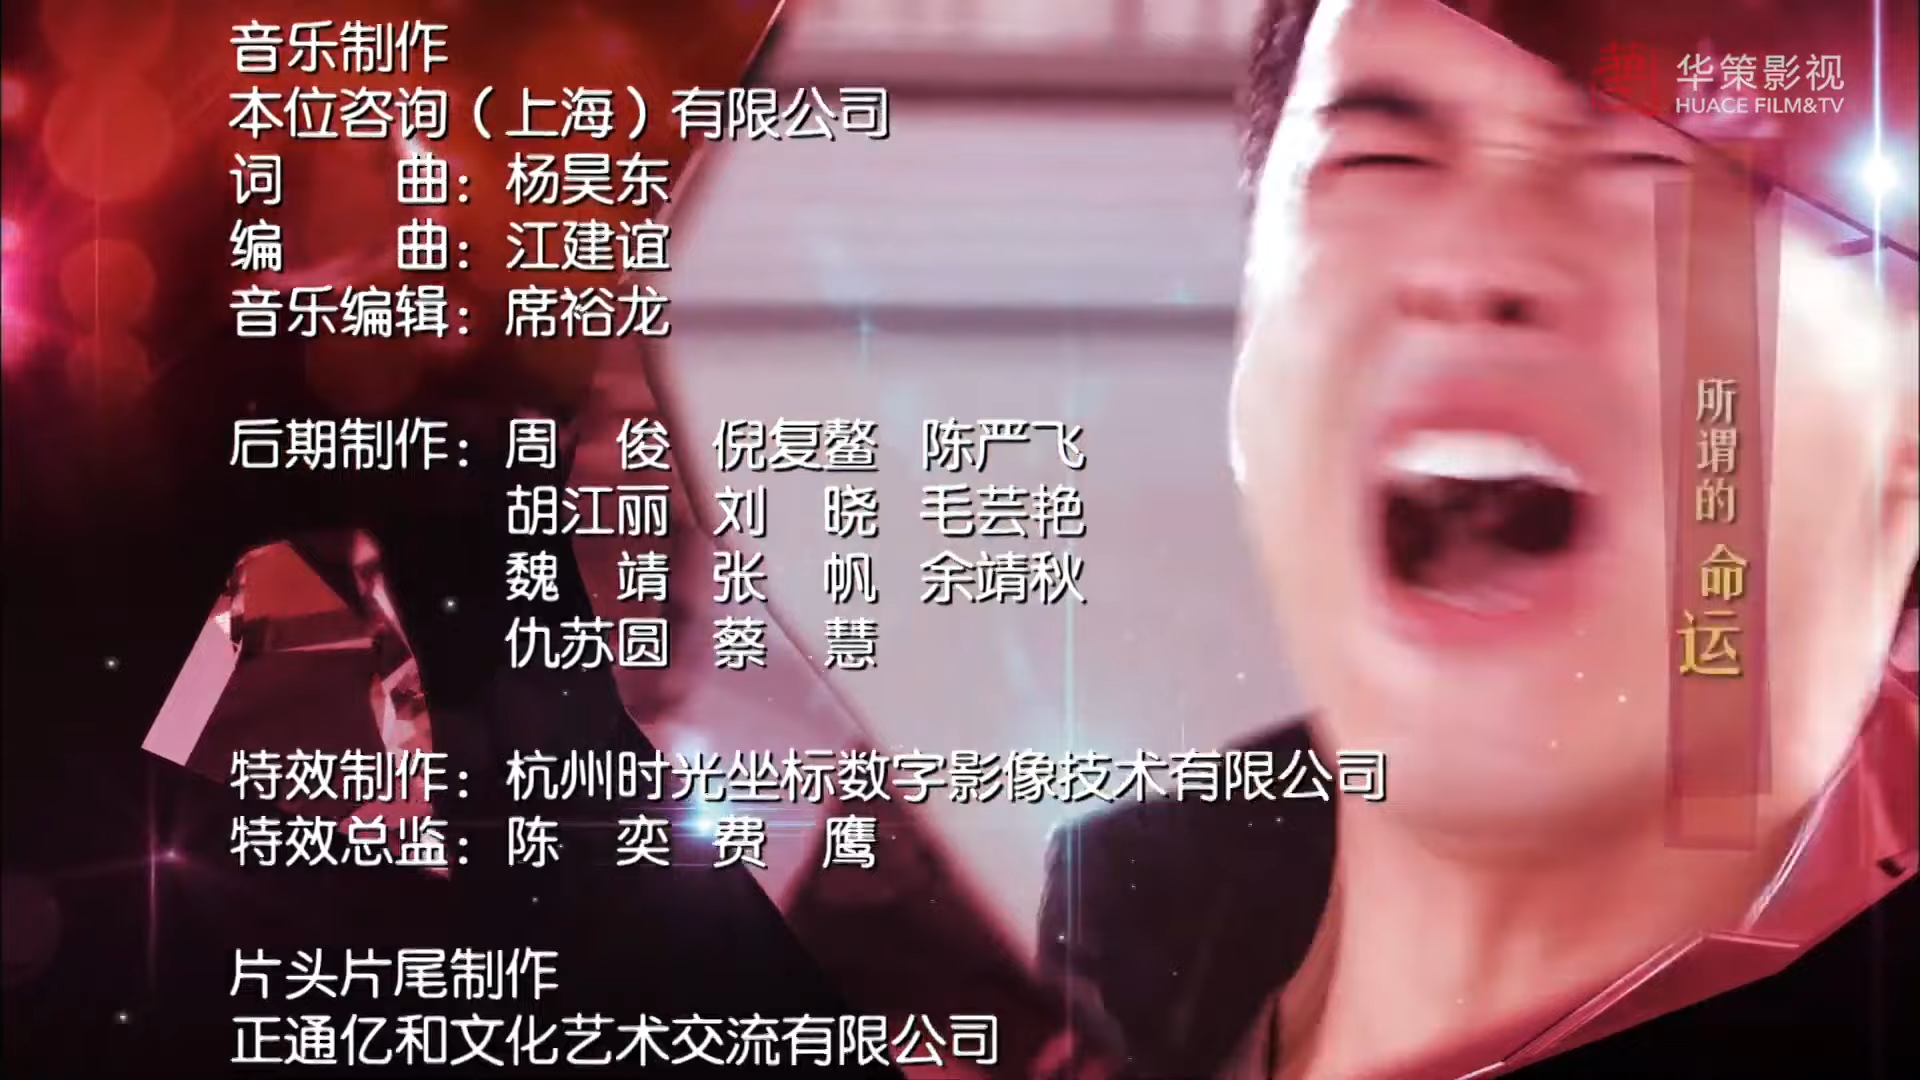 音乐制作
本位咨询（上海）有限公司
词 曲：杨昊东
编 曲：江建谊
音乐编辑：席裕龙
后期制作：周 俊 倪复鳌 陈严飞
胡江丽 刘 晓 毛芸艳
魏 靖 张 帆 余靖秋
仇苏圆 蔡 慧
特效制作：杭州时光坐标数字影像技术有限公司
特效总监：陈 奕 费 鹰
片头片尾制作
正通亿和文化艺术交流有限公司
华策影视
HUACE FILM&TV
所谓的命运